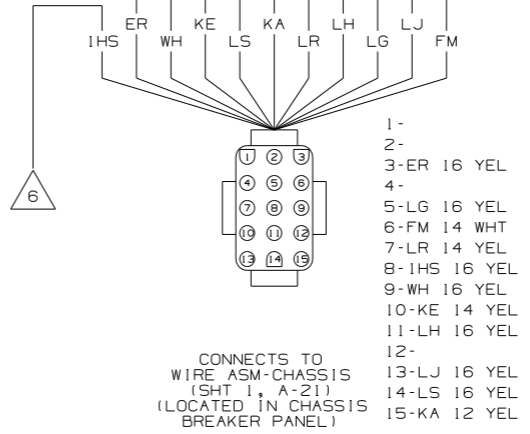 1HS ER WH KE LS KA LR LH LG LJ FM
6
1 2 3
4 5 6
7 8 9
10 11 12
13 14 15
1-
2-
3-ER 16 YEL
4-
5-LG 16 YEL
6-FM 14 WHT
7-LR 14 YEL
8-1HS 16 YEL
9-WH 16 YEL
10-KE 14 YEL
11-LH 16 YEL
12-
13-LJ 16 YEL
14-LS 16 YEL
15-KA 12 YEL
CONNECTS TO
WIRE ASM-CHASSIS
(SHT 1, A-21)
(LOCATED IN CHASSIS
BREAKER PANEL)